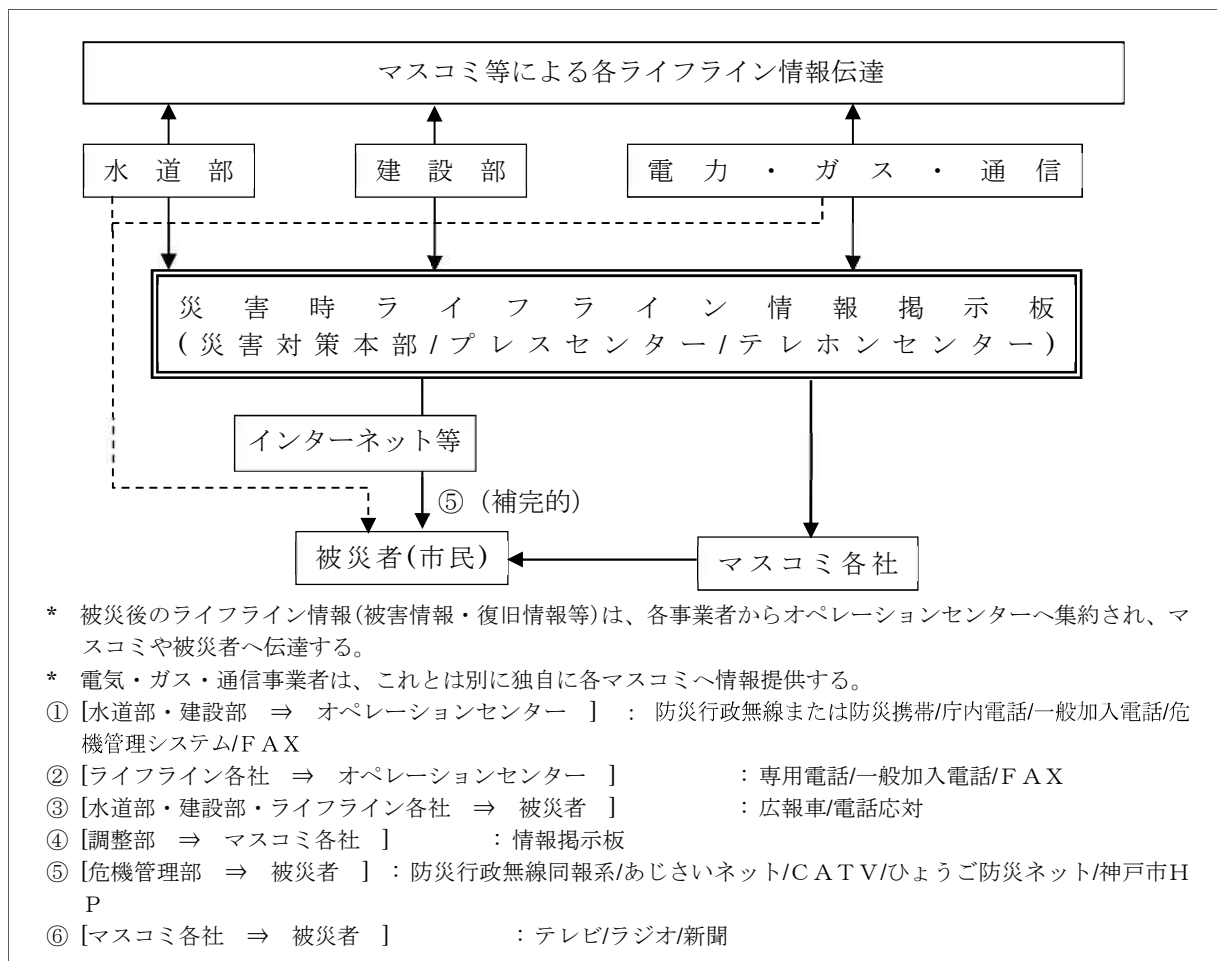 マスコミ等による各ライフライン情報伝達
水道部
建設部
電力・ガス・通信
災害時ライフライン情報掲示板
(災害対策本部/プレスセンター/テレホンセンター)
インターネット等
⑤ (補完的)
被災者(市民)
マスコミ各社
* 被災後のライフライン情報(被害情報・復旧情報等)は、各事業者からオペレーションセンターへ集約され、マ
スコミや被災者へ伝達する。
* 電気・ガス・通信事業者は、これとは別に独自に各マスコミへ情報提供する。
① [水道部・建設部 ⇒ オペレーションセンター ] : 防災行政無線または防災携帯/庁内電話/一般加入電話/危
機管理システム/FAX
② [ライフライン各社 ⇒ オペレーションセンター ] :専用電話/一般加入電話/FAX
③ [水道部・建設部・ライフライン各社 ⇒ 被災者 ] :広報車/電話応対
④ [調整部 ⇒ マスコミ各社 ] :情報掲示板
⑤ [危機管理部 ⇒ 被災者 ] :防災行政無線同報系/あじさいネット/CATV/ひょうご防災ネット/神戸市H
P
⑥ [マスコミ各社 ⇒ 被災者 ] :テレビ/ラジオ/新聞